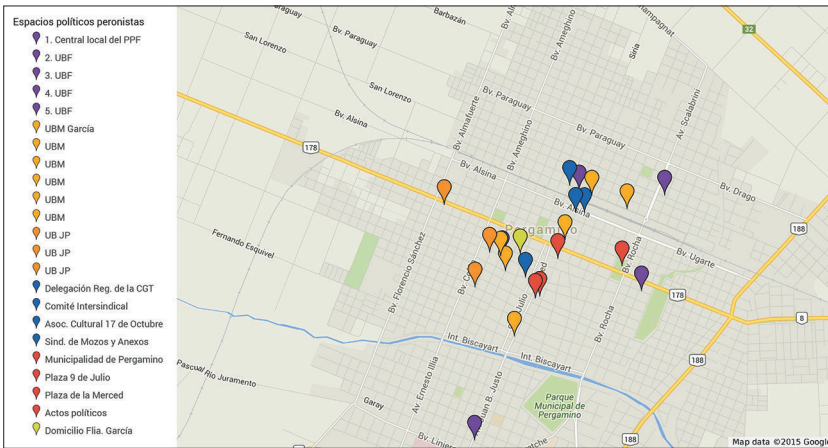 Espacios políticos peronistas
1. Central local del PPF
2. UBF
3. UBF
4. UBF
5. UBF
UBM García
UBM
UBM
UBM
UBM
UBM
UB JP
UB JP
UB JP
Delegación Reg. de la CGT
Comité Intersindical
Asoc. Cultural 17 de Octubre
Sind. de Mozos y Anexos
Municipalidad de Pergamino
Plaza 9 de Julio
Plaza de la Merced
Actos políticos
Domicilio Flia. García
Paraguay
Barbazán
Bv. Paraguay
San Lorenzo
San Lorenzo
Bv. Alsina
178
Bv. Almafuerte
Bv. Ameghino
Bv. Ameghino
Siria
32
Bv. Paraguay
Bv. Paraguay
Av. Scalabrini
Bv. Drago
Bv. Alsina
Bv. Alsina
188
Fernando Esquivel
Bv. Florencio Sánchez
Pergamino
Bv. Ugarte
Bv. Rocha
178
8
Bv. Rocha
Int. Biscayart
Int. Biscayart
188
Río Juramento
Av. Ernesto Illia
Juan B. Justo
Garay
Parque
Municipal de
Pergamino
188
188
Map data ©2015 Google